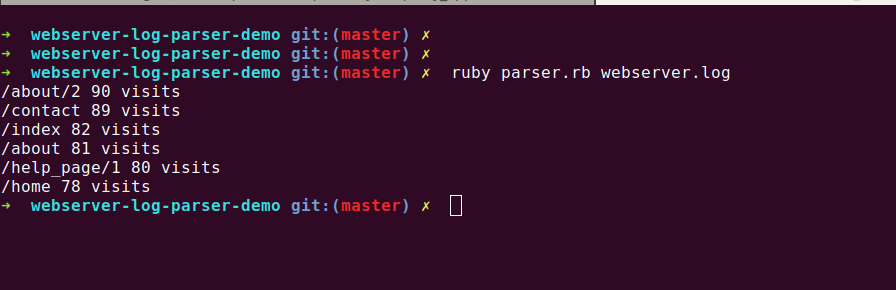 ➜ webserver-log-parser-demo git:(master) ✗
➜ webserver-log-parser-demo git:(master) ✗
➜ webserver-log-parser-demo git:(master) ✗ ruby parser.rb webserver.log
/about/2 90 visits
/contact 89 visits
/index 82 visits
/about 81 visits
/help_page/1 80 visits
/home 78 visits
➜ webserver-log-parser-demo git:(master) ✗